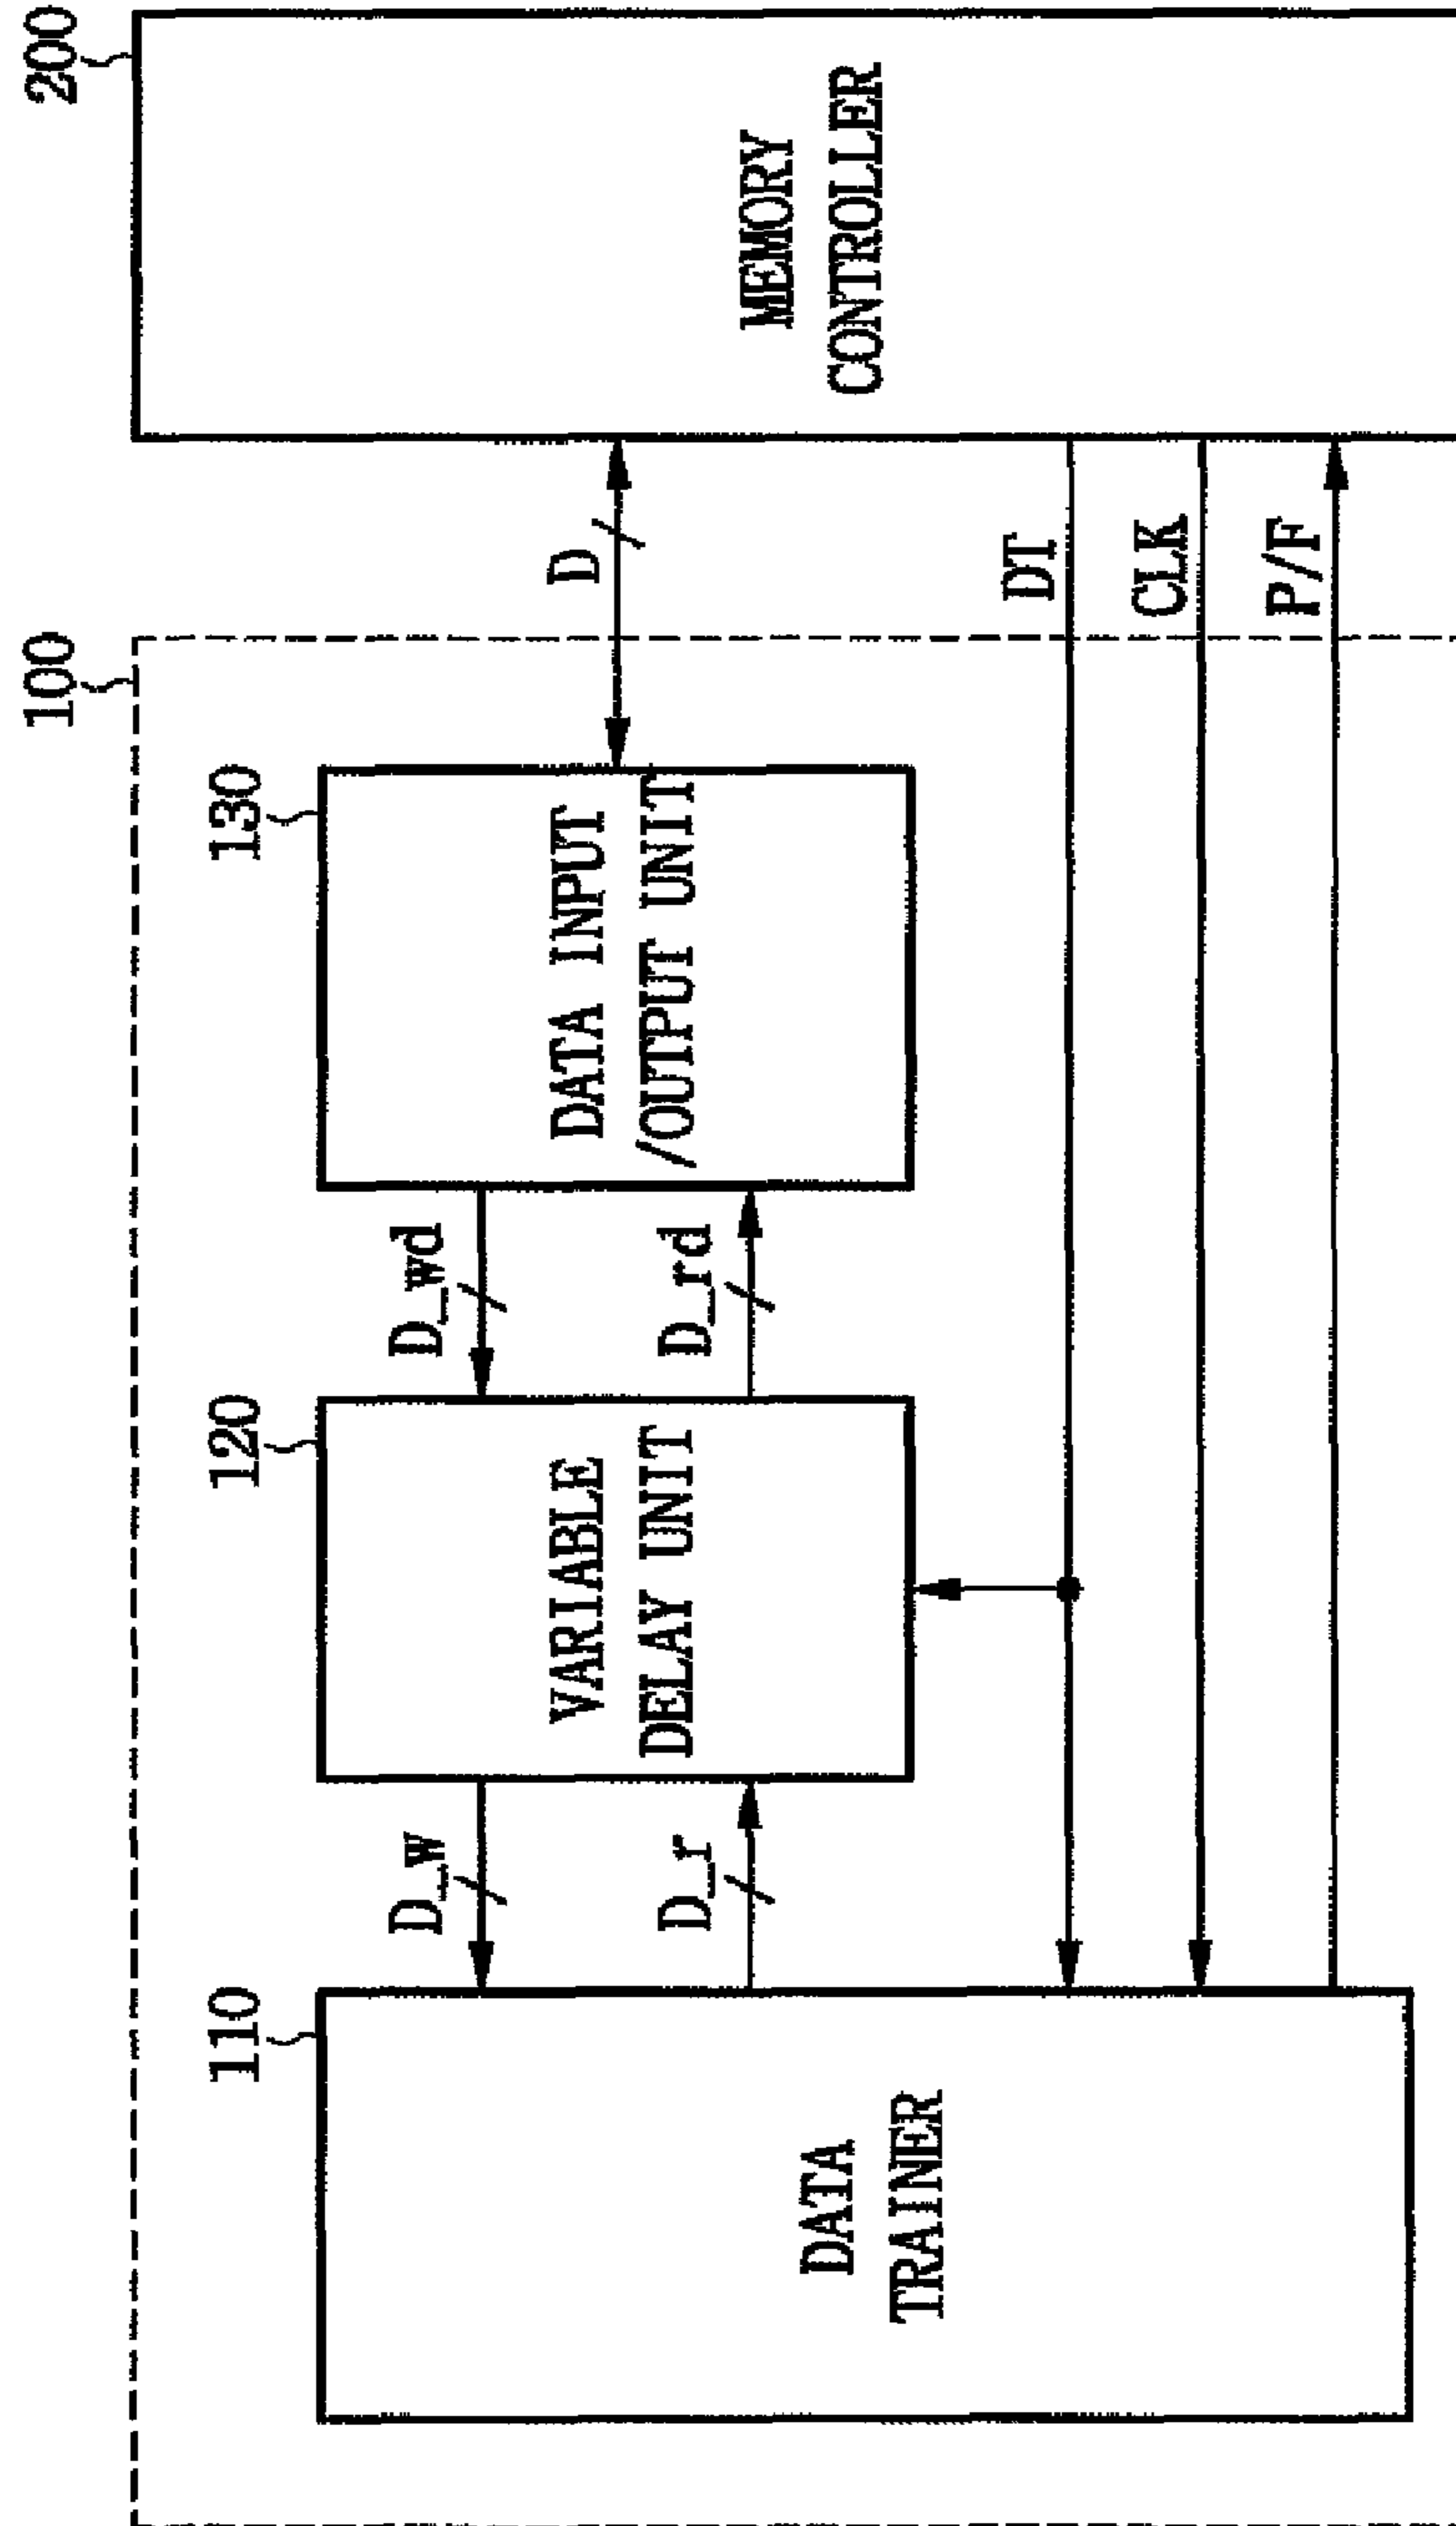 100
200
110
120
130
DATA
TRAINER
D_w
D_r
VARIABLE
DELAY UNIT
D_wd
D_rd
DATA INPUT
/OUTPUT UNIT
D
DT
CLK
P/F
MEMORY
CONTROLLER